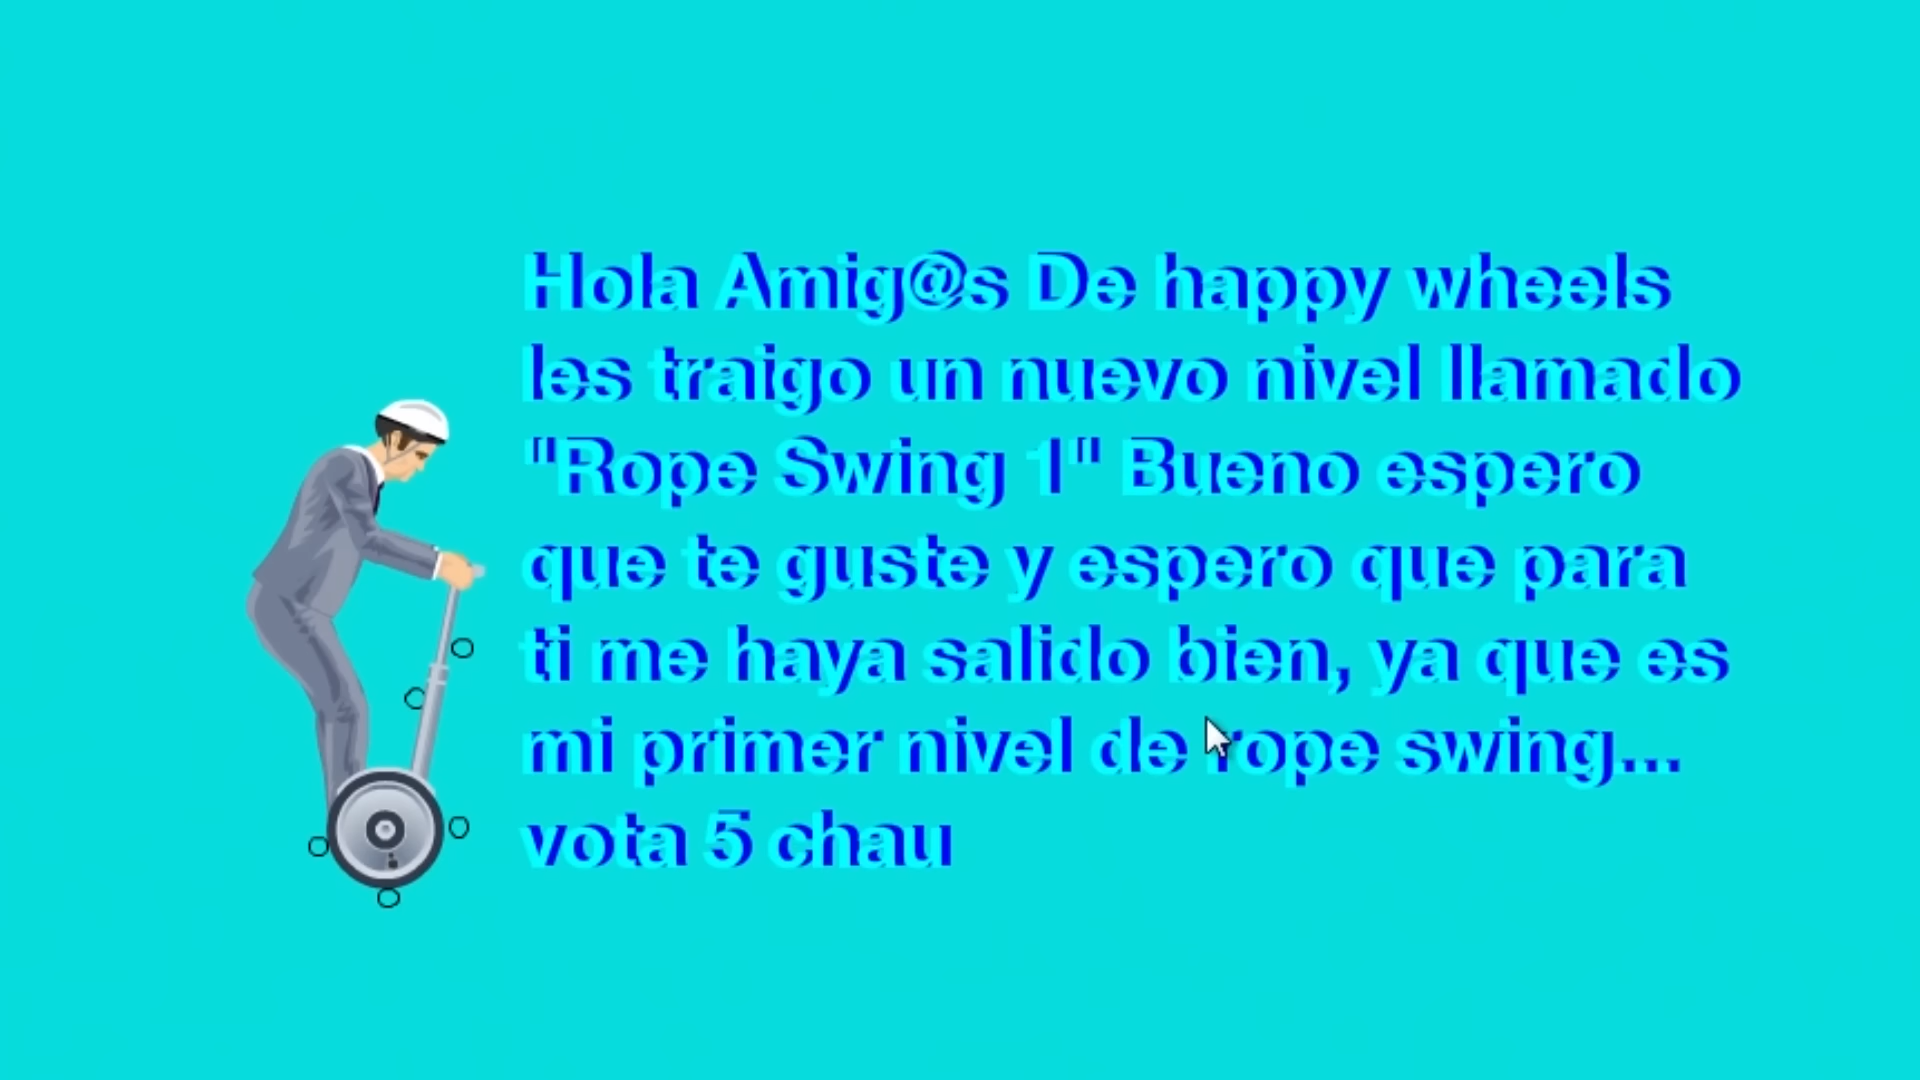 Hola Amig@s De happy wheels
les traigo un nuevo nivel llamado
"Rope Swing 1" Bueno espero
que te guste y espero que para
ti me haya salido bien, ya que es
mi primer nivel de rope swing...
vota 5 chau